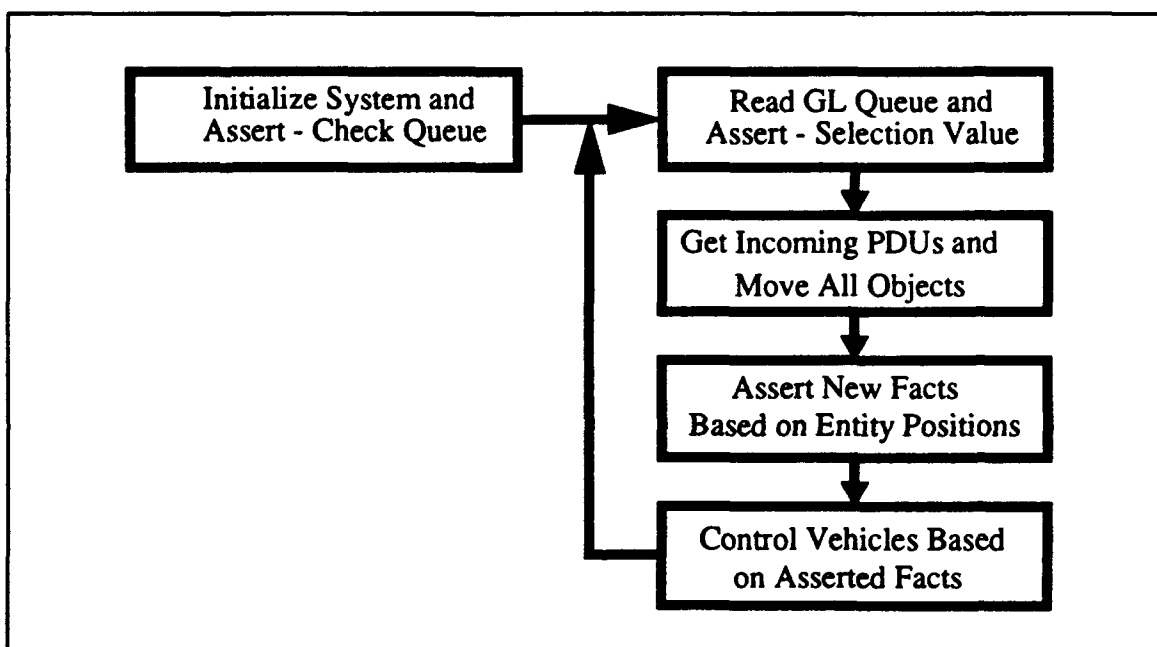 Initialize System and
Assert - Check Queue
Read GL Queue and
Assert - Selection Value
Get Incoming PDUs and
Move All Objects
Assert New Facts
Based on Entity Positions
Control Vehicles Based
on Asserted Facts